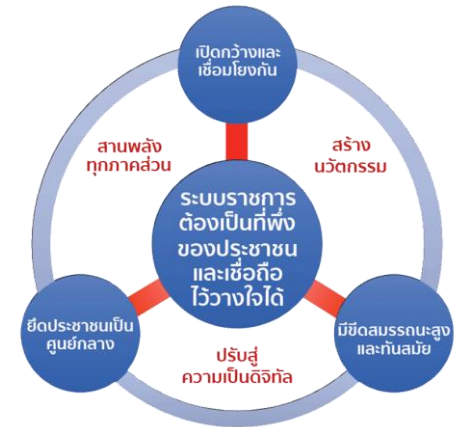 เปิดกว้างและ
เชื่อมโยงกัน
สานพลัง
ทุกภาคส่วน
สร้าง
นวัตกรรม
ระบบราชการ
ต้องเป็นที่พึ่ง
ของประชาชน
และเชื่อถือ
ไว้วางใจได้
ยึดประชาชนเป็น
ศูนย์กลาง
มีขีดสมรรถนะสูง
และทันสมัย
ปรับสู่
ความเป็นดิจิทัล